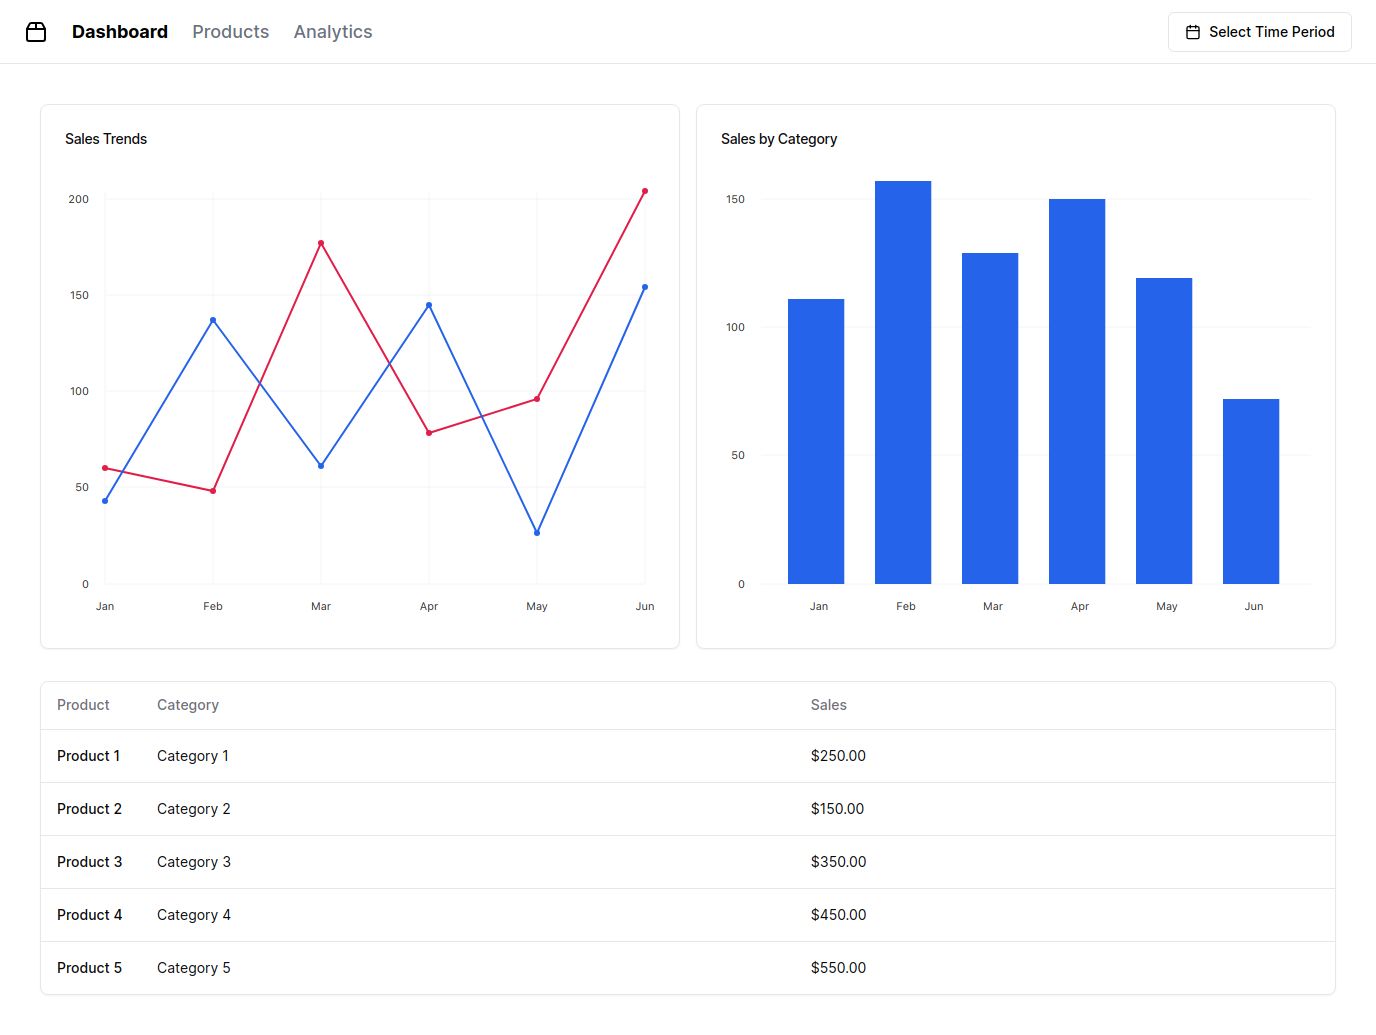 Dashboard Products Analytics Select Time Period
Sales Trends
200
150
100
50
0
Jan Feb Mar Apr May Jun
Sales by Category
150
100
50
0
Jan Feb Mar Apr May Jun
Product Category Sales
Product 1 Category 1 $250.00
Product 2 Category 2 $150.00
Product 3 Category 3 $350.00
Product 4 Category 4 $450.00
Product 5 Category 5 $550.00